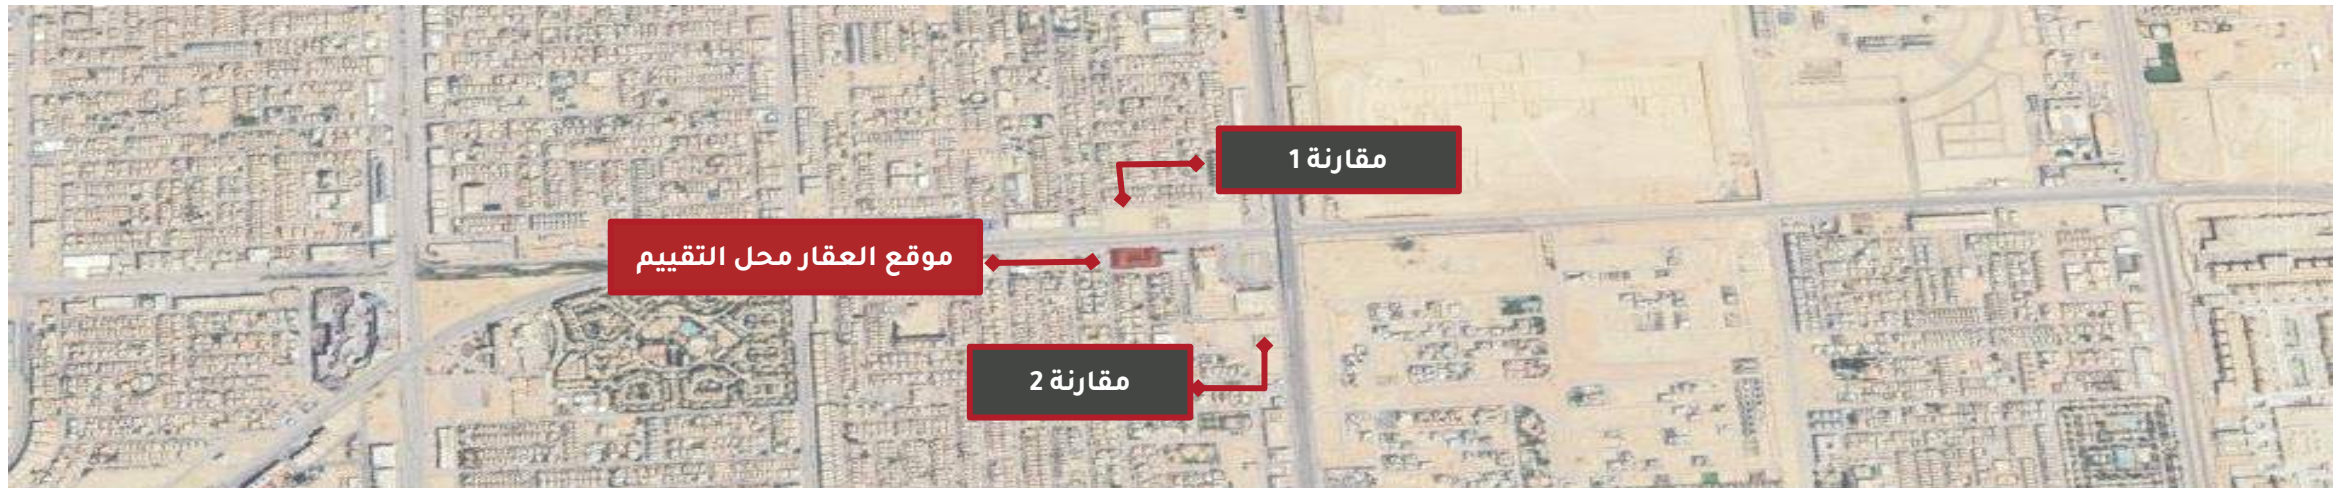 مقارنة 1
موقع العقار محل التقييم
مقارنة 2